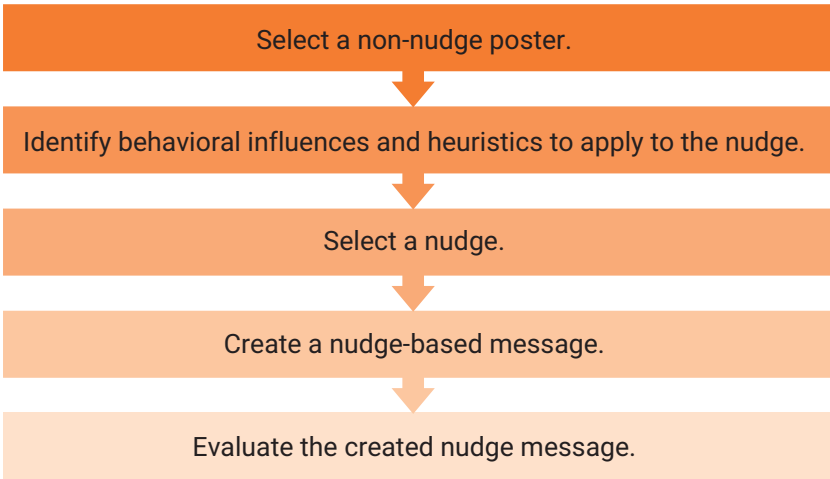 Select a non-nudge poster.
Identify behavioral influences and heuristics to apply to the nudge.
Select a nudge.
Create a nudge-based message.
Evaluate the created nudge message.